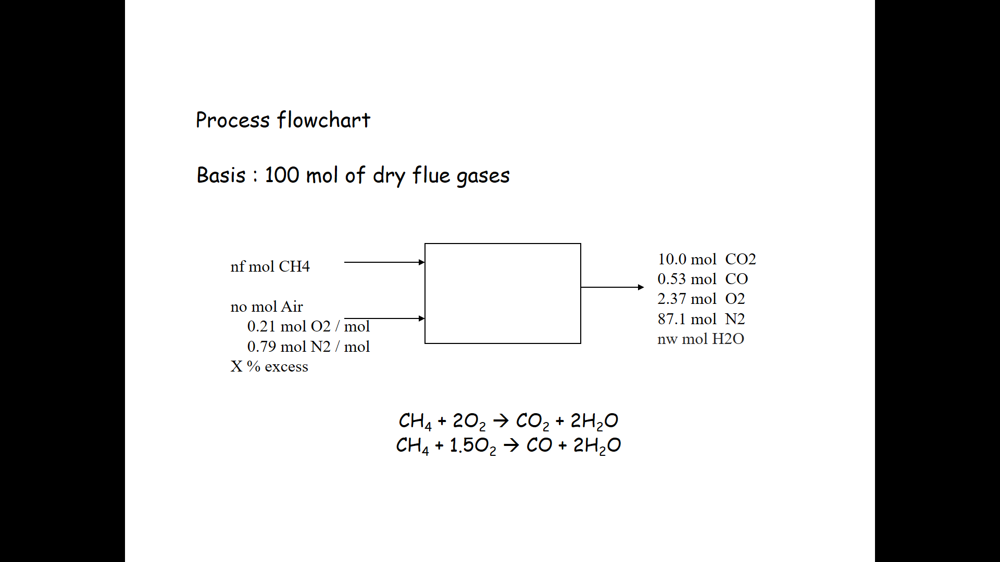 Process flowchart
Basis : 100 mol of dry flue gases
nf mol CH4
no mol Air
0.21 mol O2 / mol
0.79 mol N2 / mol
X % excess
10.0 mol CO2
0.53 mol CO
2.37 mol O2
87.1 mol N2
nw mol H2O
CH₄ + 2O₂ → CO₂ + 2H₂O
CH₄ + 1.5O₂ → CO + 2H₂O